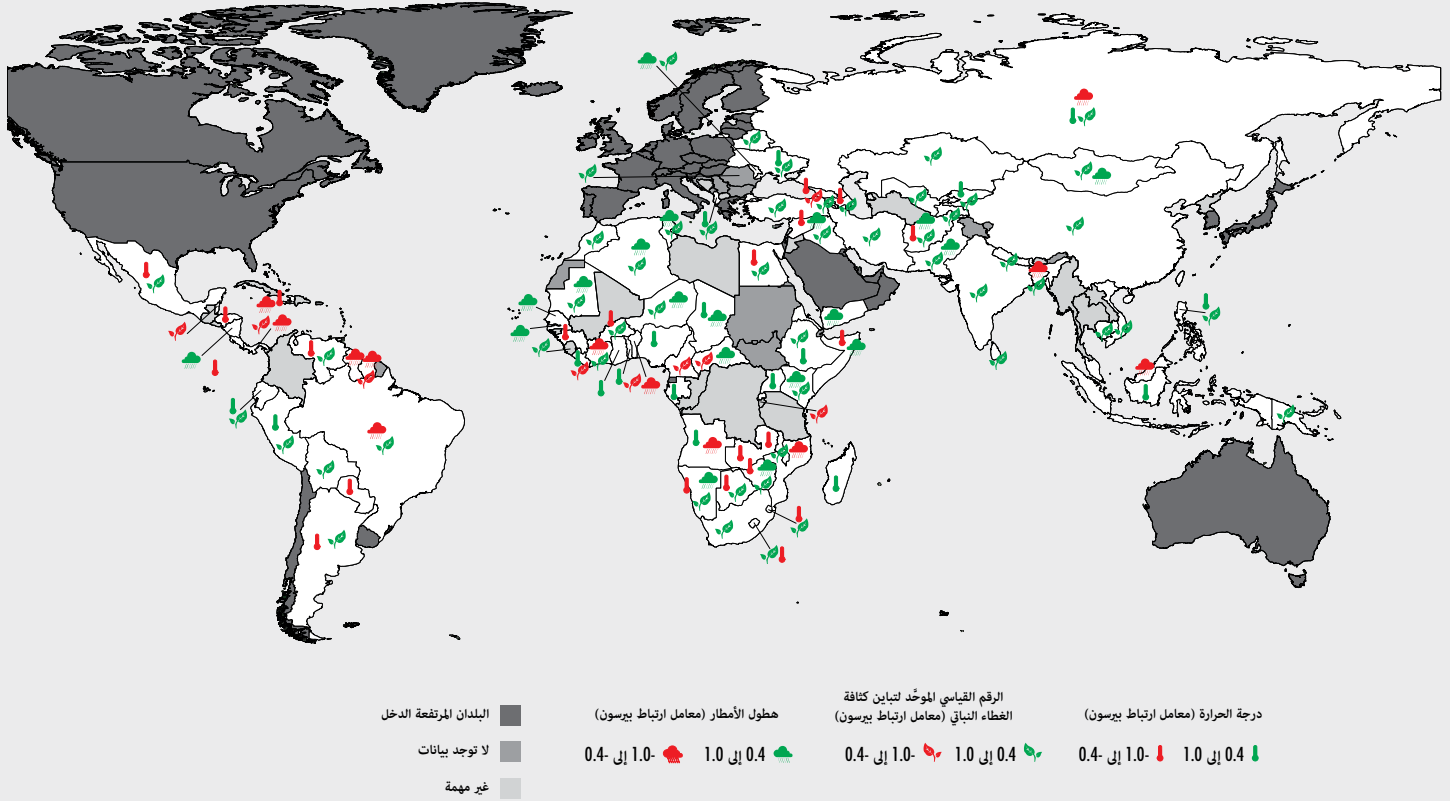 درجة الحرارة (معامل ارتباط بيرسون)
0.4 إلى 1.0
-1.0 إلى -0.4
الرقم القياسي الموحَّد لتباين كثافة
الغطاء النباتي (معامل ارتباط بيرسون)
0.4 إلى 1.0
-1.0 إلى -0.4
هطول الأمطار (معامل ارتباط بيرسون)
0.4 إلى 1.0
-1.0 إلى -0.4
البلدان المرتفعة الدخل
لا توجد بيانات
غير مهمة